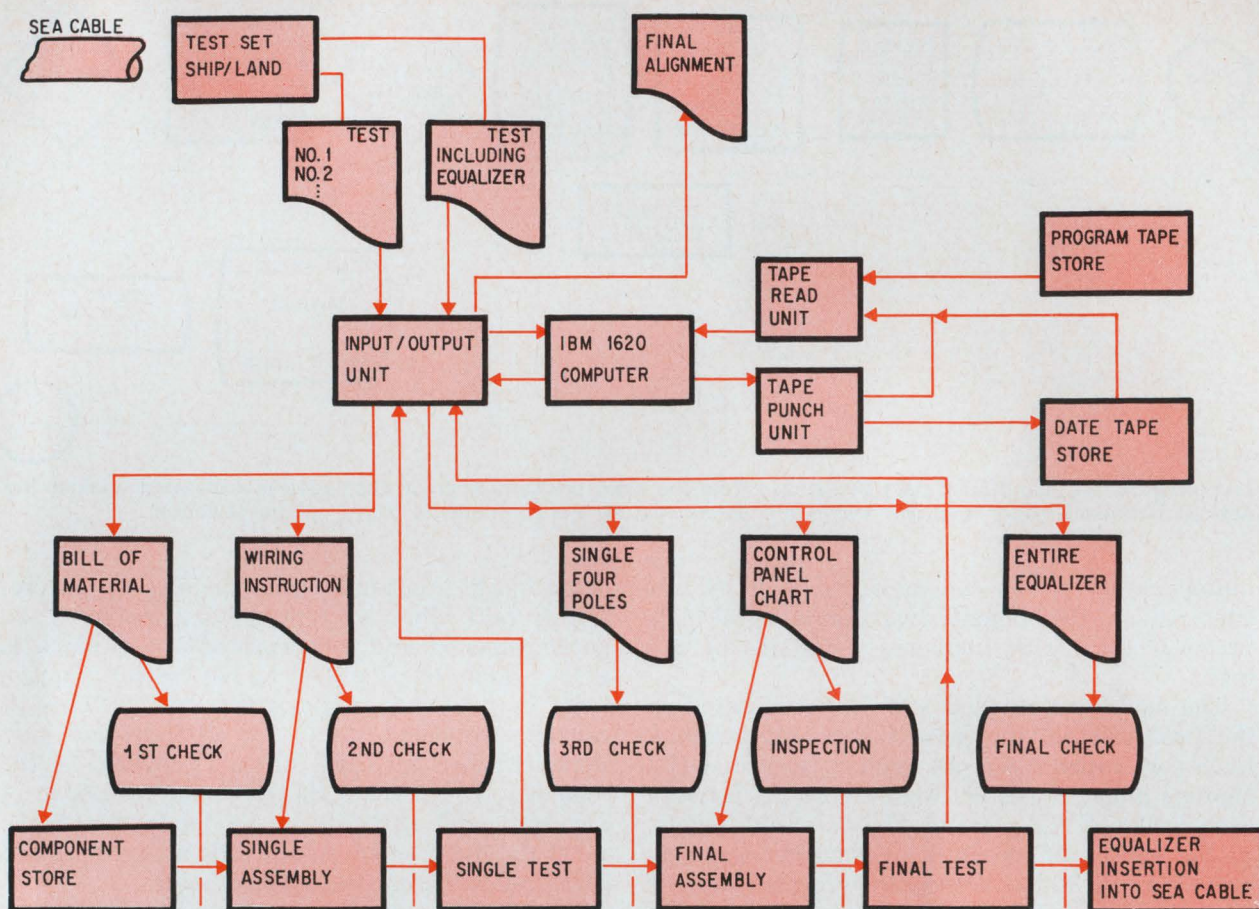 SEA CABLE
TEST SET
SHIP/LAND
FINAL
ALIGNMENT
TEST
NO. 1
NO. 2
⋮
TEST
INCLUDING
EQUALIZER
PROGRAM TAPE
STORE
TAPE
READ
UNIT
INPUT/OUTPUT
UNIT
IBM 1620
COMPUTER
TAPE
PUNCH
UNIT
DATE TAPE
STORE
BILL OF
MATERIAL
WIRING
INSTRUCTION
SINGLE
FOUR
POLES
CONTROL
PANEL
CHART
ENTIRE
EQUALIZER
1ST CHECK
2ND CHECK
3RD CHECK
INSPECTION
FINAL CHECK
COMPONENT
STORE
SINGLE
ASSEMBLY
SINGLE TEST
FINAL
ASSEMBLY
FINAL TEST
EQUALIZER
INSERTION
INTO SEA CABLE